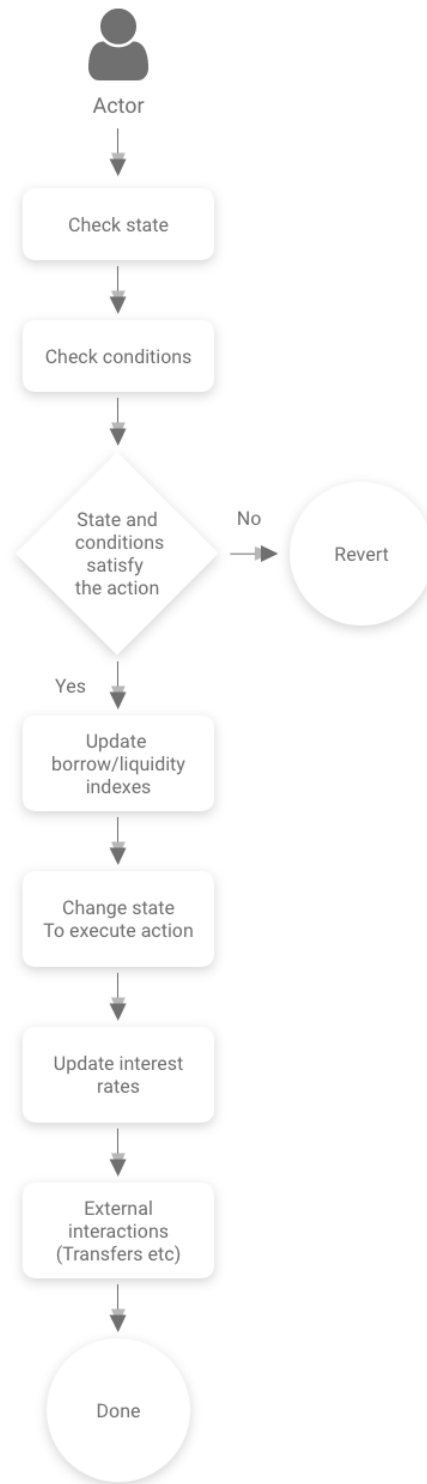 Actor
Check state
Check conditions
State and
conditions
satisfy
the action
No
Revert
Yes
Update
borrow/liquidity
indexes
Change state
To execute action
Update interest
rates
External
interactions
(Transfers etc)
Done